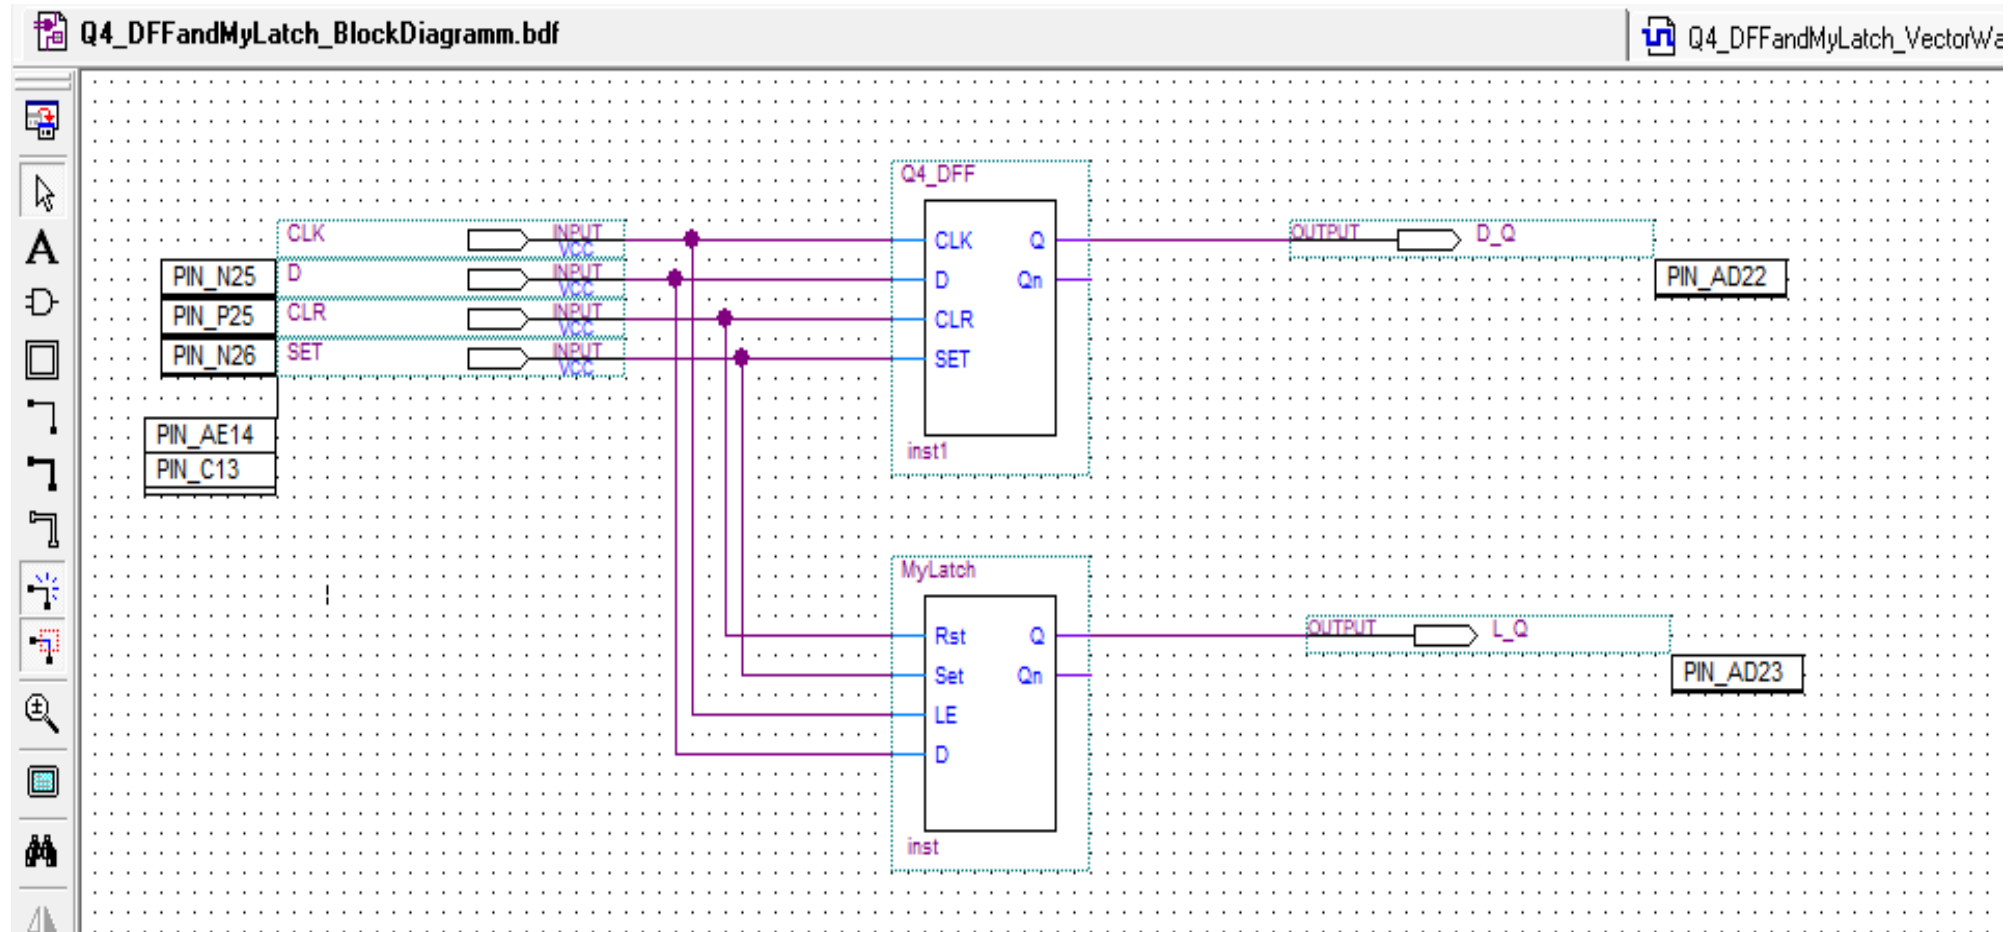 Q4_DFFandMyLatch_BlockDiagramm.bdf
Q4_DFFandMyLatch_VectorWa
A
Q4_DFF
CLK INPUT VCC CLK Q OUTPUT D_Q
PIN_N25 D INPUT VCC D Qn PIN_AD22
PIN_P25 CLR INPUT VCC CLR
PIN_N26 SET INPUT VCC SET
PIN_AE14
PIN_C13
inst1
MyLatch
Rst Q OUTPUT L_Q
Set Qn PIN_AD23
LE
D
inst